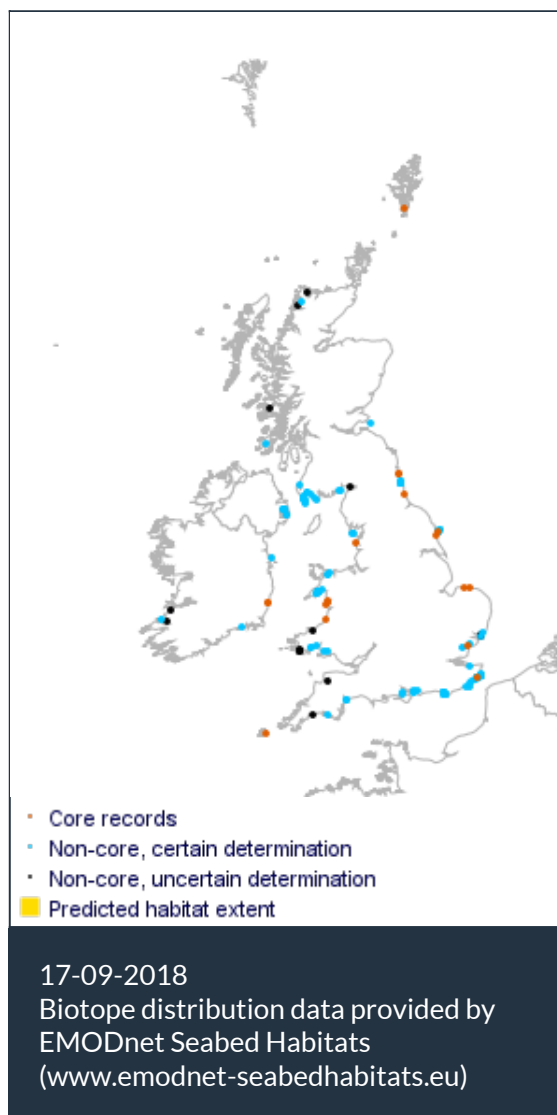 Core records
Non-core, certain determination
Non-core, uncertain determination
Predicted habitat extent
17-09-2018
Biotope distribution data provided by
EMODnet Seabed Habitats
(www.emodnet-seabedhabitats.eu)